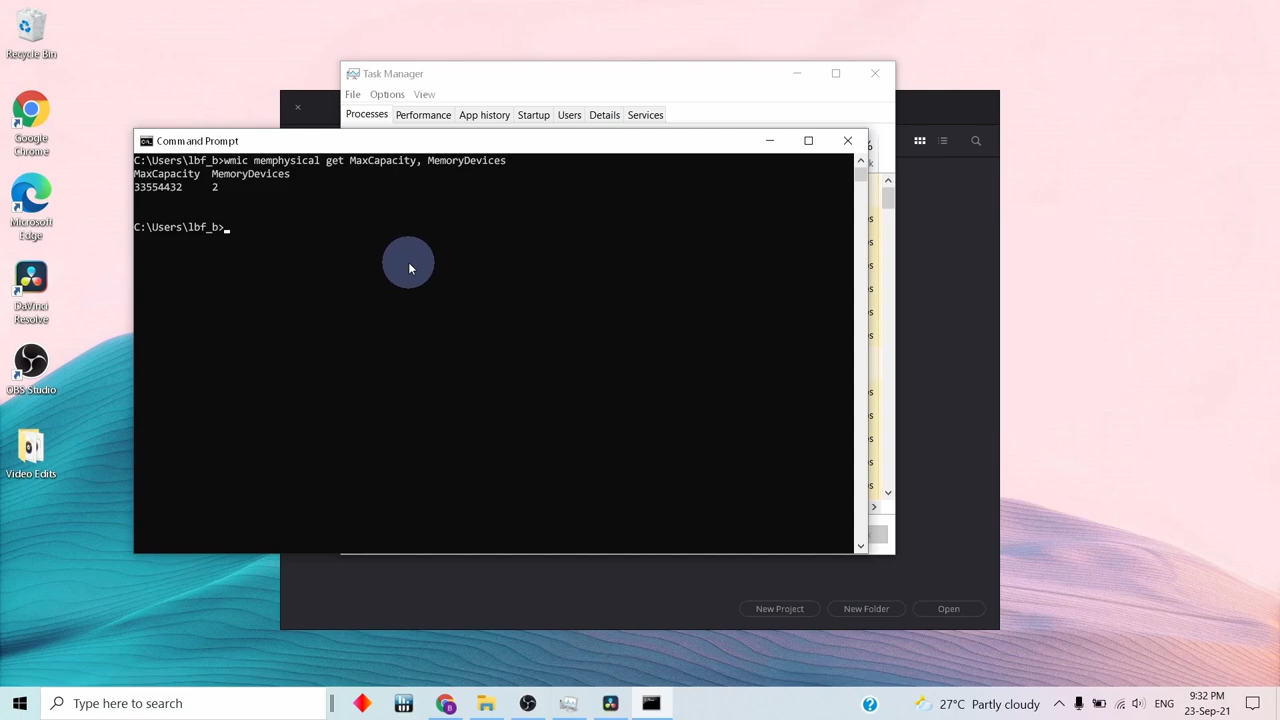 Recycle Bin
Google
Chrome
Microsoft
Edge
DaVinci
Resolve
OBS Studio
Video Edits
Task Manager
File Options View
Processes Performance App history Startup Users Details Services
Command Prompt
C:\Users\lbf_b>wmic memphysical get MaxCapacity, MemoryDevices
MaxCapacity MemoryDevices
33554432 2
C:\Users\lbf_b>
New Project New Folder Open
Type here to search
27°C Partly cloudy
ENG
9:32 PM
23-Sep-21